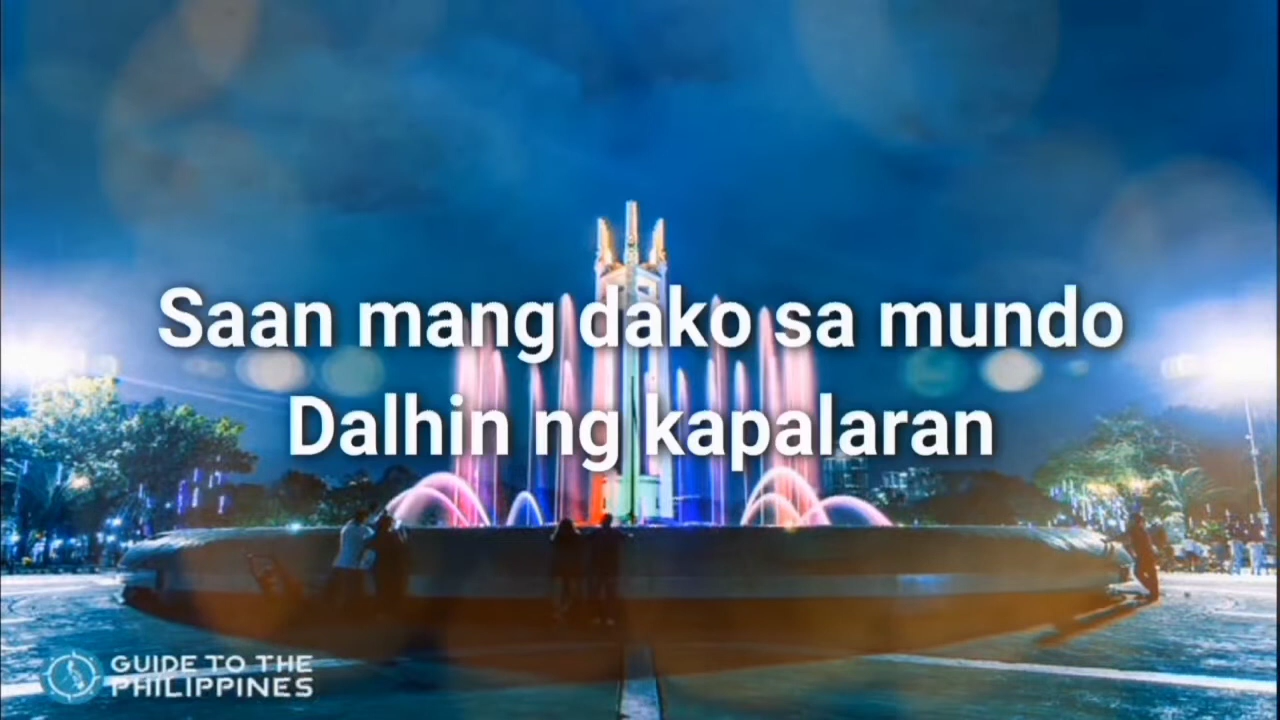 Saan mang dako sa mundo
Dalhin ng kapalaran
GUIDE TO THE
PHILIPPINES